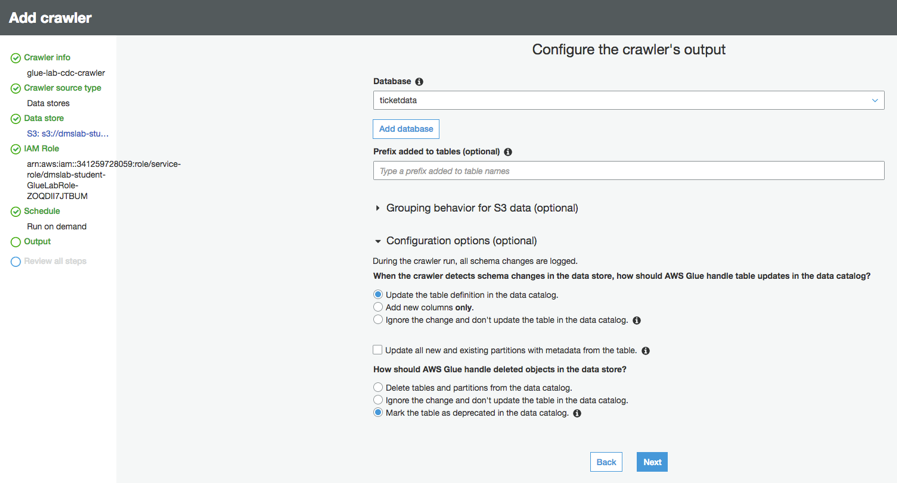 Add crawler
Crawler info
glue-lab-cdc-crawler
Crawler source type
Data stores
Data store
S3: s3://dmslab-stu...
IAM Role
arn:aws:iam::341259728059:role/service-
role/dmslab-student-
GlueLabRole-
ZOQDII7JTBUM
Schedule
Run on demand
Output
Review all steps
Configure the crawler's output
Database
ticketdata
Add database
Prefix added to tables (optional)
Type a prefix added to table names
Grouping behavior for S3 data (optional)
Configuration options (optional)
During the crawler run, all schema changes are logged.
When the crawler detects schema changes in the data store, how should AWS Glue handle table updates in the data catalog?
Update the table definition in the data catalog.
Add new columns only.
Ignore the change and don't update the table in the data catalog.
Update all new and existing partitions with metadata from the table.
How should AWS Glue handle deleted objects in the data store?
Delete tables and partitions from the data catalog.
Ignore the change and don't update the table in the data catalog.
Mark the table as deprecated in the data catalog.
Back
Next